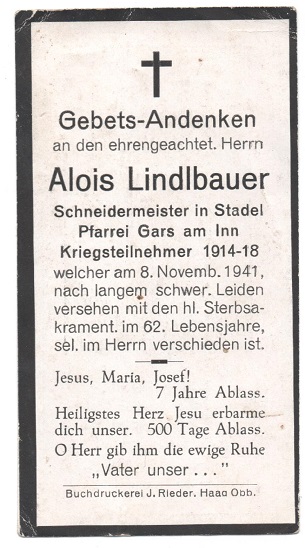 Gebets-Andenken
an den ehrengeachtet. Herrn
Alois Lindlbauer
Schneidermeister in Stadel
Pfarrei Gars am Inn
Kriegsteilnehmer 1914-18
welcher am 8. Novemb. 1941,
nach langem schwer. Leiden
versehen mit den hl. Sterbsa-
krament. im 62. Lebensjahre,
sel. im Herrn verschieden ist.
Jesus, Maria, Josef!
7 Jahre Ablass.
Heiligstes Herz Jesu erbarme
dich unser. 500 Tage Ablass.
O Herr gib ihm die ewige Ruhe
„Vater unser . . ."
Buchdruckerei J. Rieder. Haag Obb.